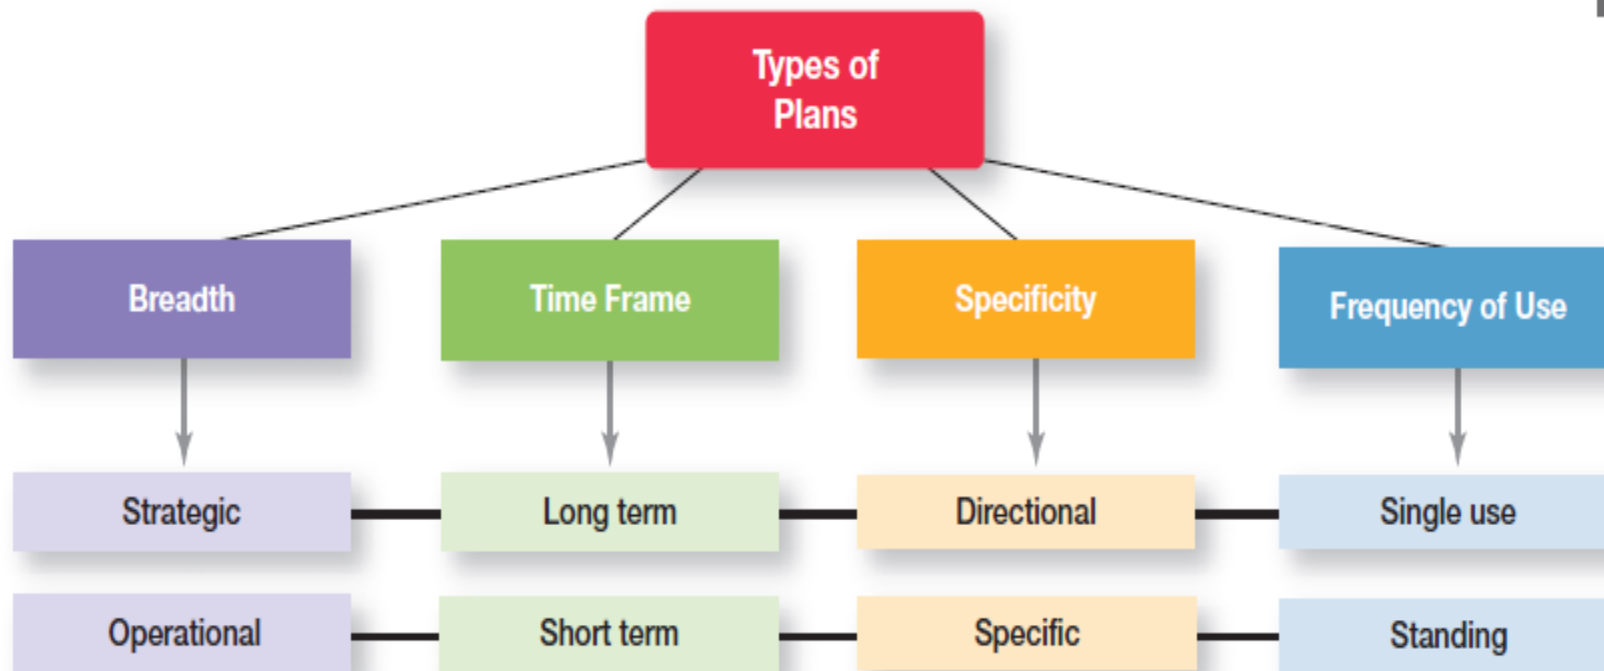 Types of
Plans
Breadth
Time Frame
Specificity
Frequency of Use
Strategic
Long term
Directional
Single use
Operational
Short term
Specific
Standing